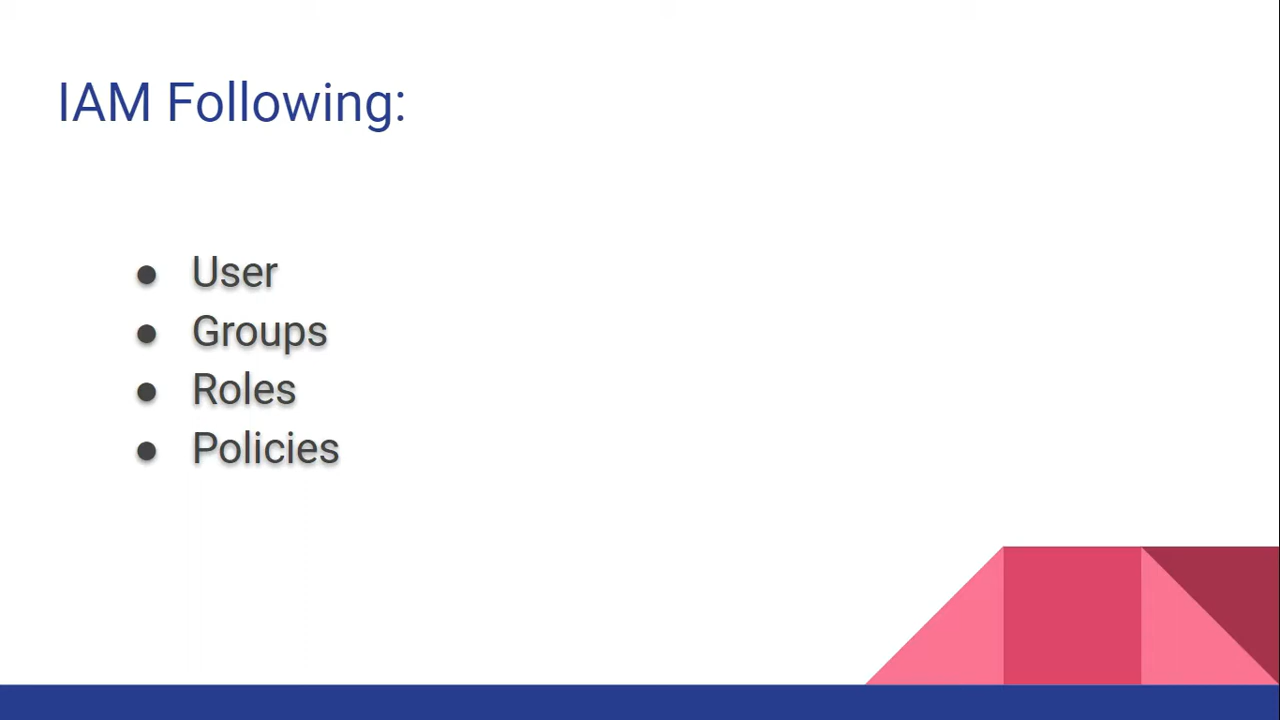 IAM Following:
● User
● Groups
● Roles
● Policies